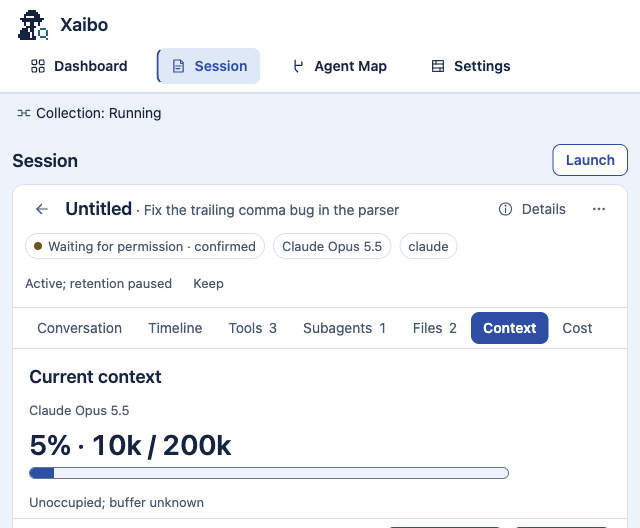 Xaibo
Dashboard Session Agent Map Settings
Collection: Running
Session Launch
Untitled · Fix the trailing comma bug in the parser Details ···
Waiting for permission · confirmed Claude Opus 5.5 claude
Active; retention paused Keep
Conversation Timeline Tools 3 Subagents 1 Files 2 Context Cost
Current context
Claude Opus 5.5
5% · 10k / 200k
Unoccupied; buffer unknown